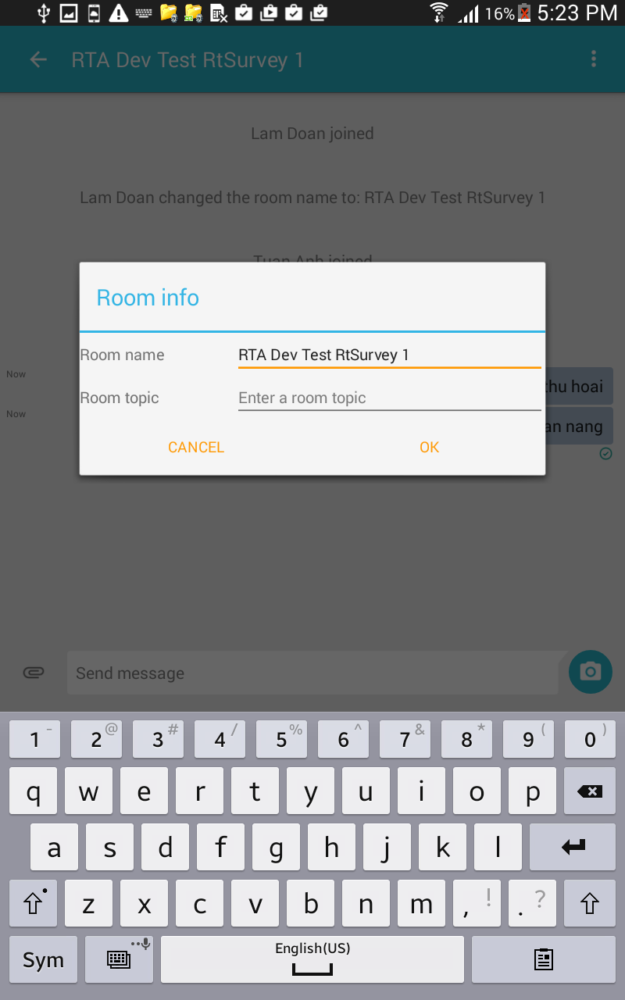 16% 5:23 PM
RTA Dev Test RtSurvey 1
Lam Doan joined
Lam Doan changed the room name to: RTA Dev Test RtSurvey 1
Tuan Anh joined
Room info
Room name RTA Dev Test RtSurvey 1
Now
thu hoai
Room topic Enter a room topic
Now
an nang
CANCEL OK
Send message
1 - 2 @ 3 # 4 / 5 % 6 ^ 7 & 8 * 9 ( 0 )
q w e r t y u i o p
a s d f g h j k l
z x c v b n m , ! . ?
Sym English(US)